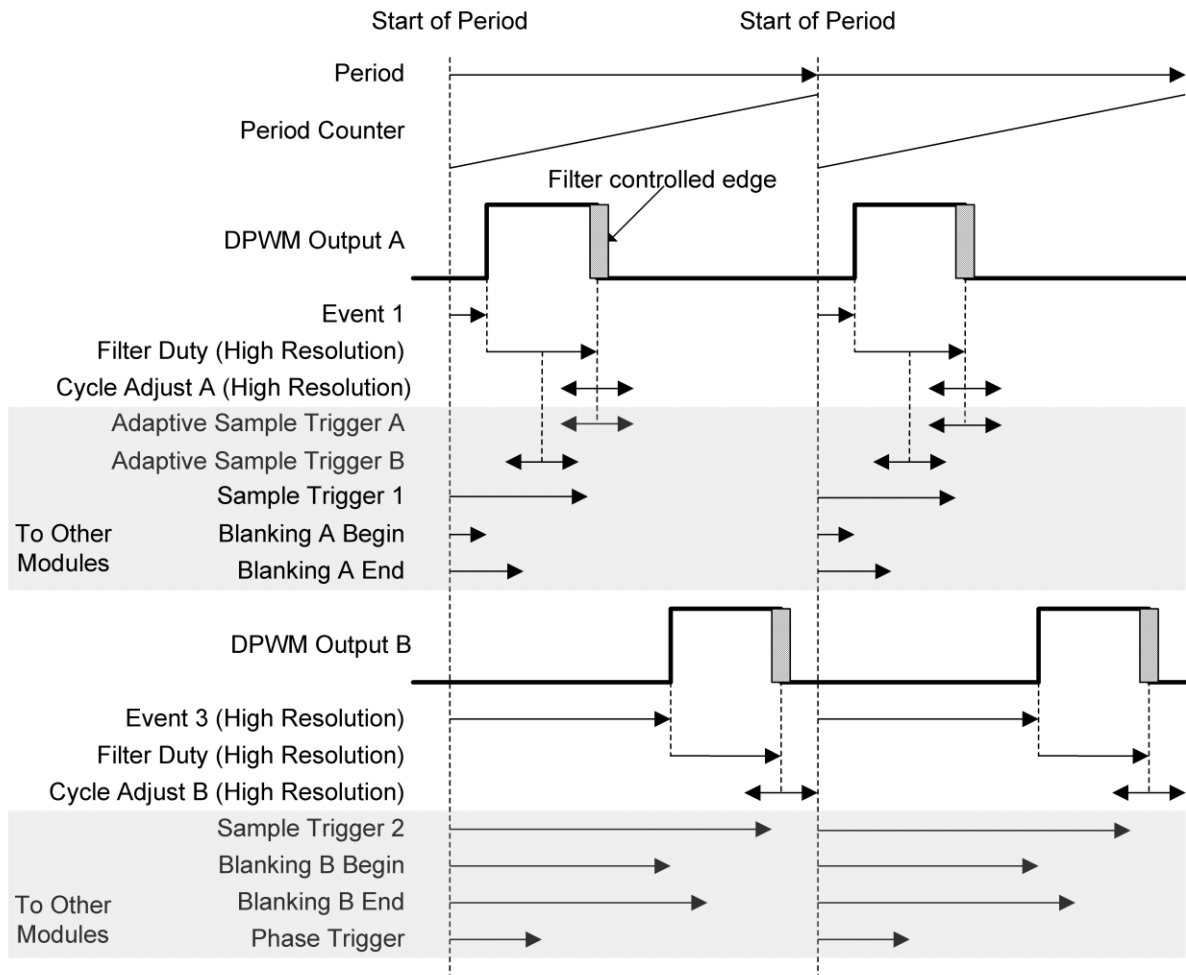 Start of Period
Start of Period
Period
Period Counter
Filter controlled edge
DPWM Output A
Event 1
Filter Duty (High Resolution)
Cycle Adjust A (High Resolution)
Adaptive Sample Trigger A
Adaptive Sample Trigger B
Sample Trigger 1
To Other
Modules
Blanking A Begin
Blanking A End
DPWM Output B
Event 3 (High Resolution)
Filter Duty (High Resolution)
Cycle Adjust B (High Resolution)
Sample Trigger 2
Blanking B Begin
Blanking B End
To Other
Modules
Phase Trigger